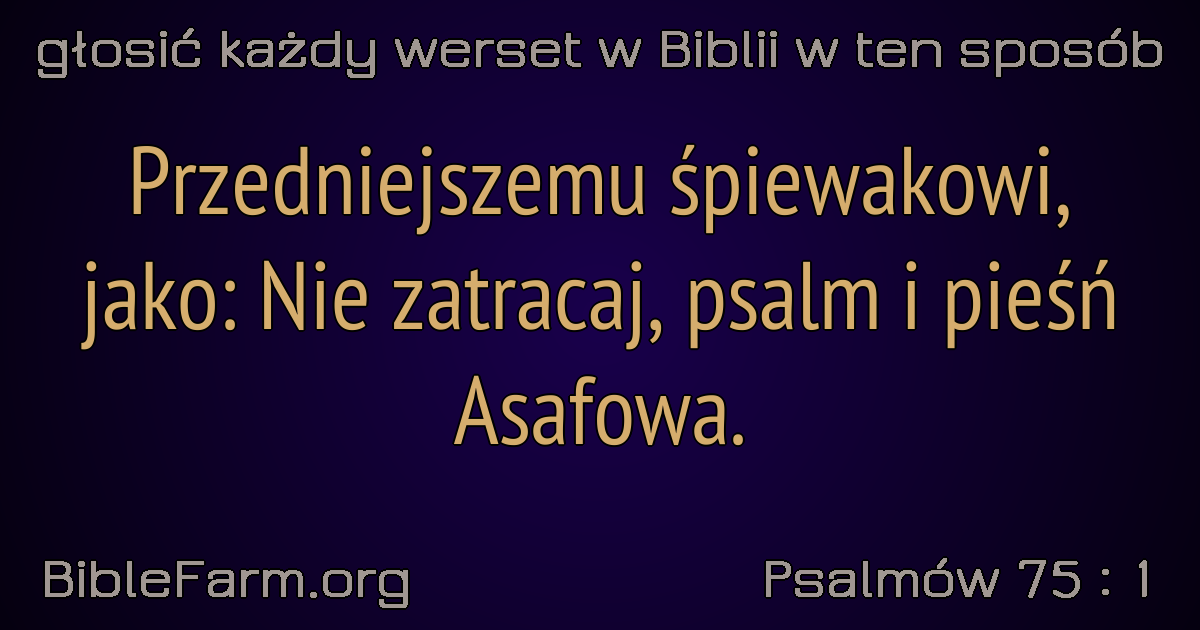 głosić każdy werset w Biblii w ten sposób
Przedniejszemu śpiewakowi,
jako: Nie zatracaj, psalm i pieśń
Asafowa.
BibleFarm.org
Psalmów 75 : 1